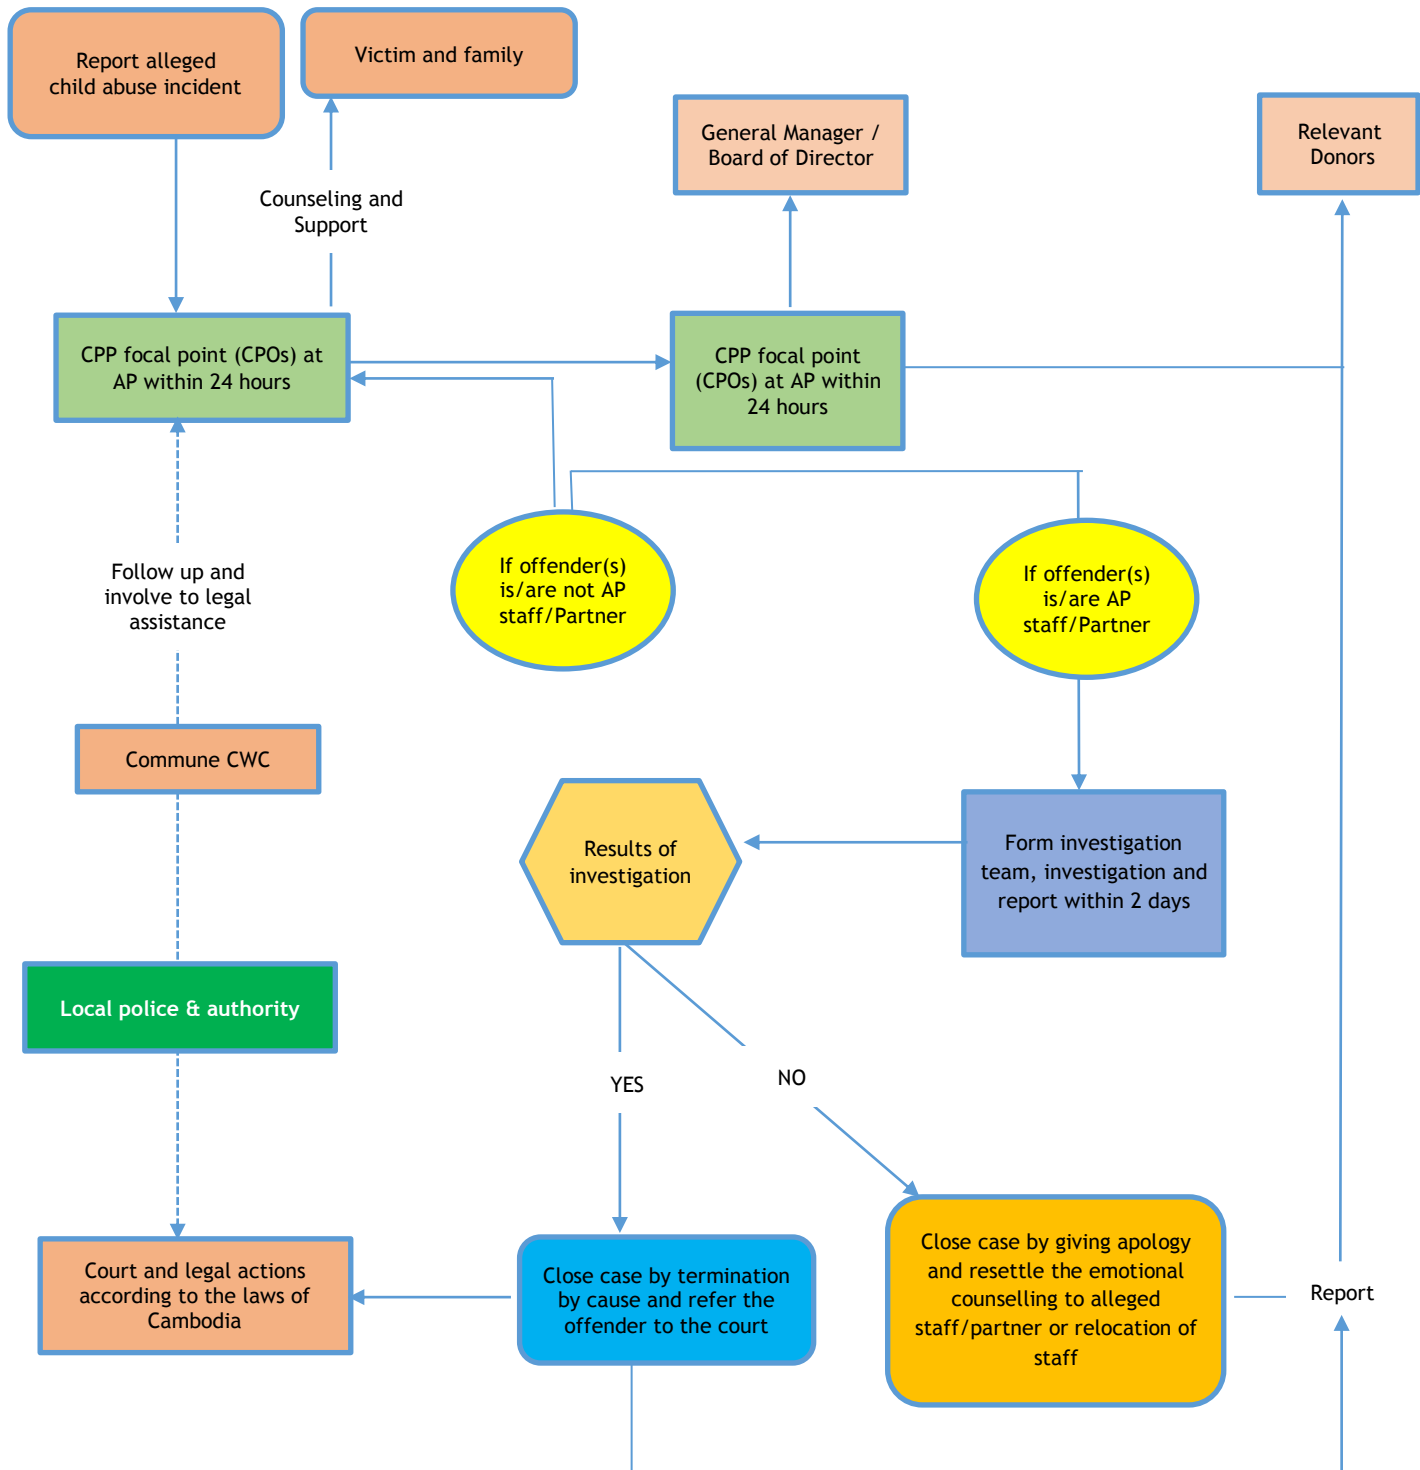 Report alleged
child abuse incident
Victim and family
General Manager /
Board of Director
Relevant
Donors
Counseling and
Support
CPP focal point (CPOs) at
AP within 24 hours
CPP focal point
(CPOs) at AP within
24 hours
If offender(s)
is/are not AP
staff/Partner
If offender(s)
is/are AP
staff/Partner
Follow up and
involve to legal
assistance
Commune CWC
Results of
investigation
Form investigation
team, investigation and
report within 2 days
Local police & authority
YES
NO
Court and legal actions
according to the laws of
Cambodia
Close case by termination
by cause and refer the
offender to the court
Close case by giving apology
and resettle the emotional
counselling to alleged
staff/partner or relocation of
staff
Report